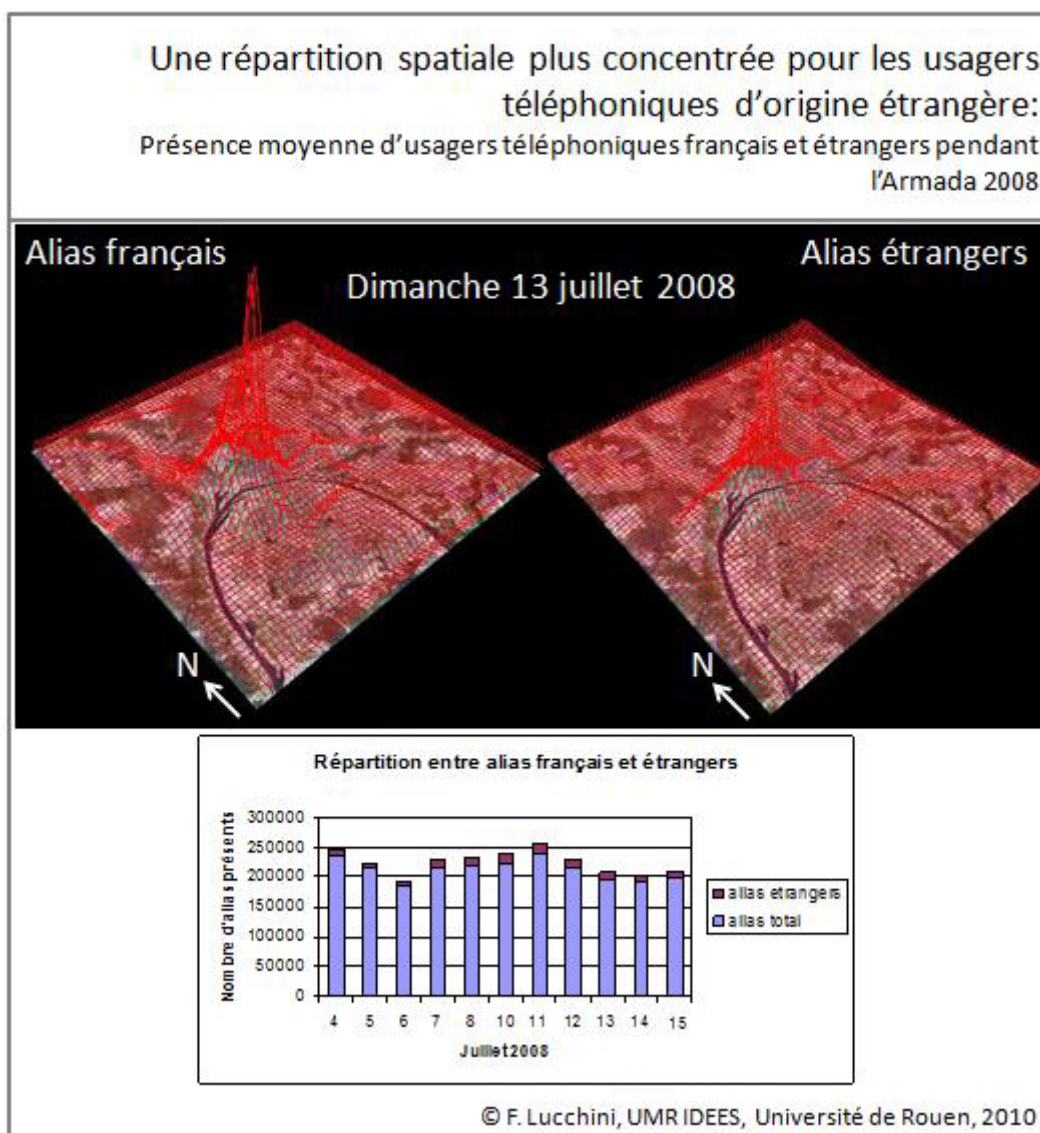 Une répartition spatiale plus concentrée pour les usagers
téléphoniques d'origine étrangère:
Présence moyenne d'usagers téléphoniques français et étrangers pendant
l'Armada 2008
Alias français
Alias étrangers
Dimanche 13 juillet 2008
N
N
Répartition entre alias français et étrangers
Nombre d'alias présents
300000
250000
200000
150000
100000
50000
0
4 5 6 7 8 10 11 12 13 14 15
Juillet 2008
alias etrangers
alias total
© F. Lucchini, UMR IDEES, Université de Rouen, 2010